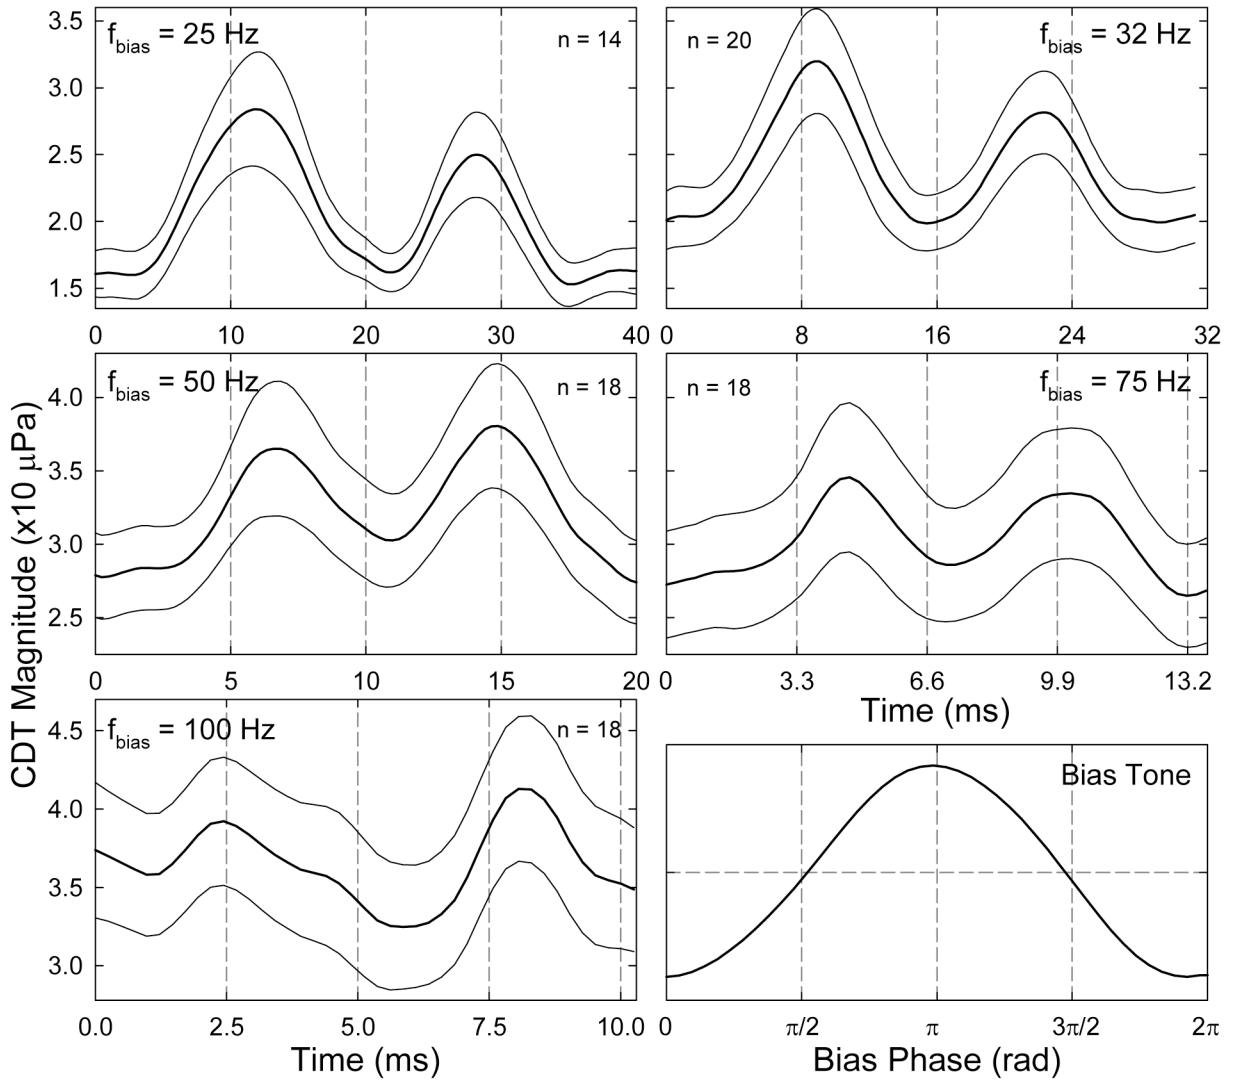 f_bias = 25 Hz
n = 14
n = 20
f_bias = 32 Hz
3.5
3.0
2.5
2.0
1.5
0 10 20 30 40
0 8 16 24 32
f_bias = 50 Hz
n = 18
n = 18
f_bias = 75 Hz
4.0
3.5
3.0
2.5
0 5 10 15 20
0 3.3 6.6 9.9 13.2
Time (ms)
CDT Magnitude (x10 μPa)
f_bias = 100 Hz
n = 18
4.5
4.0
3.5
3.0
0.0 2.5 5.0 7.5 10.0
Time (ms)
Bias Tone
0 π/2 π 3π/2 2π
Bias Phase (rad)